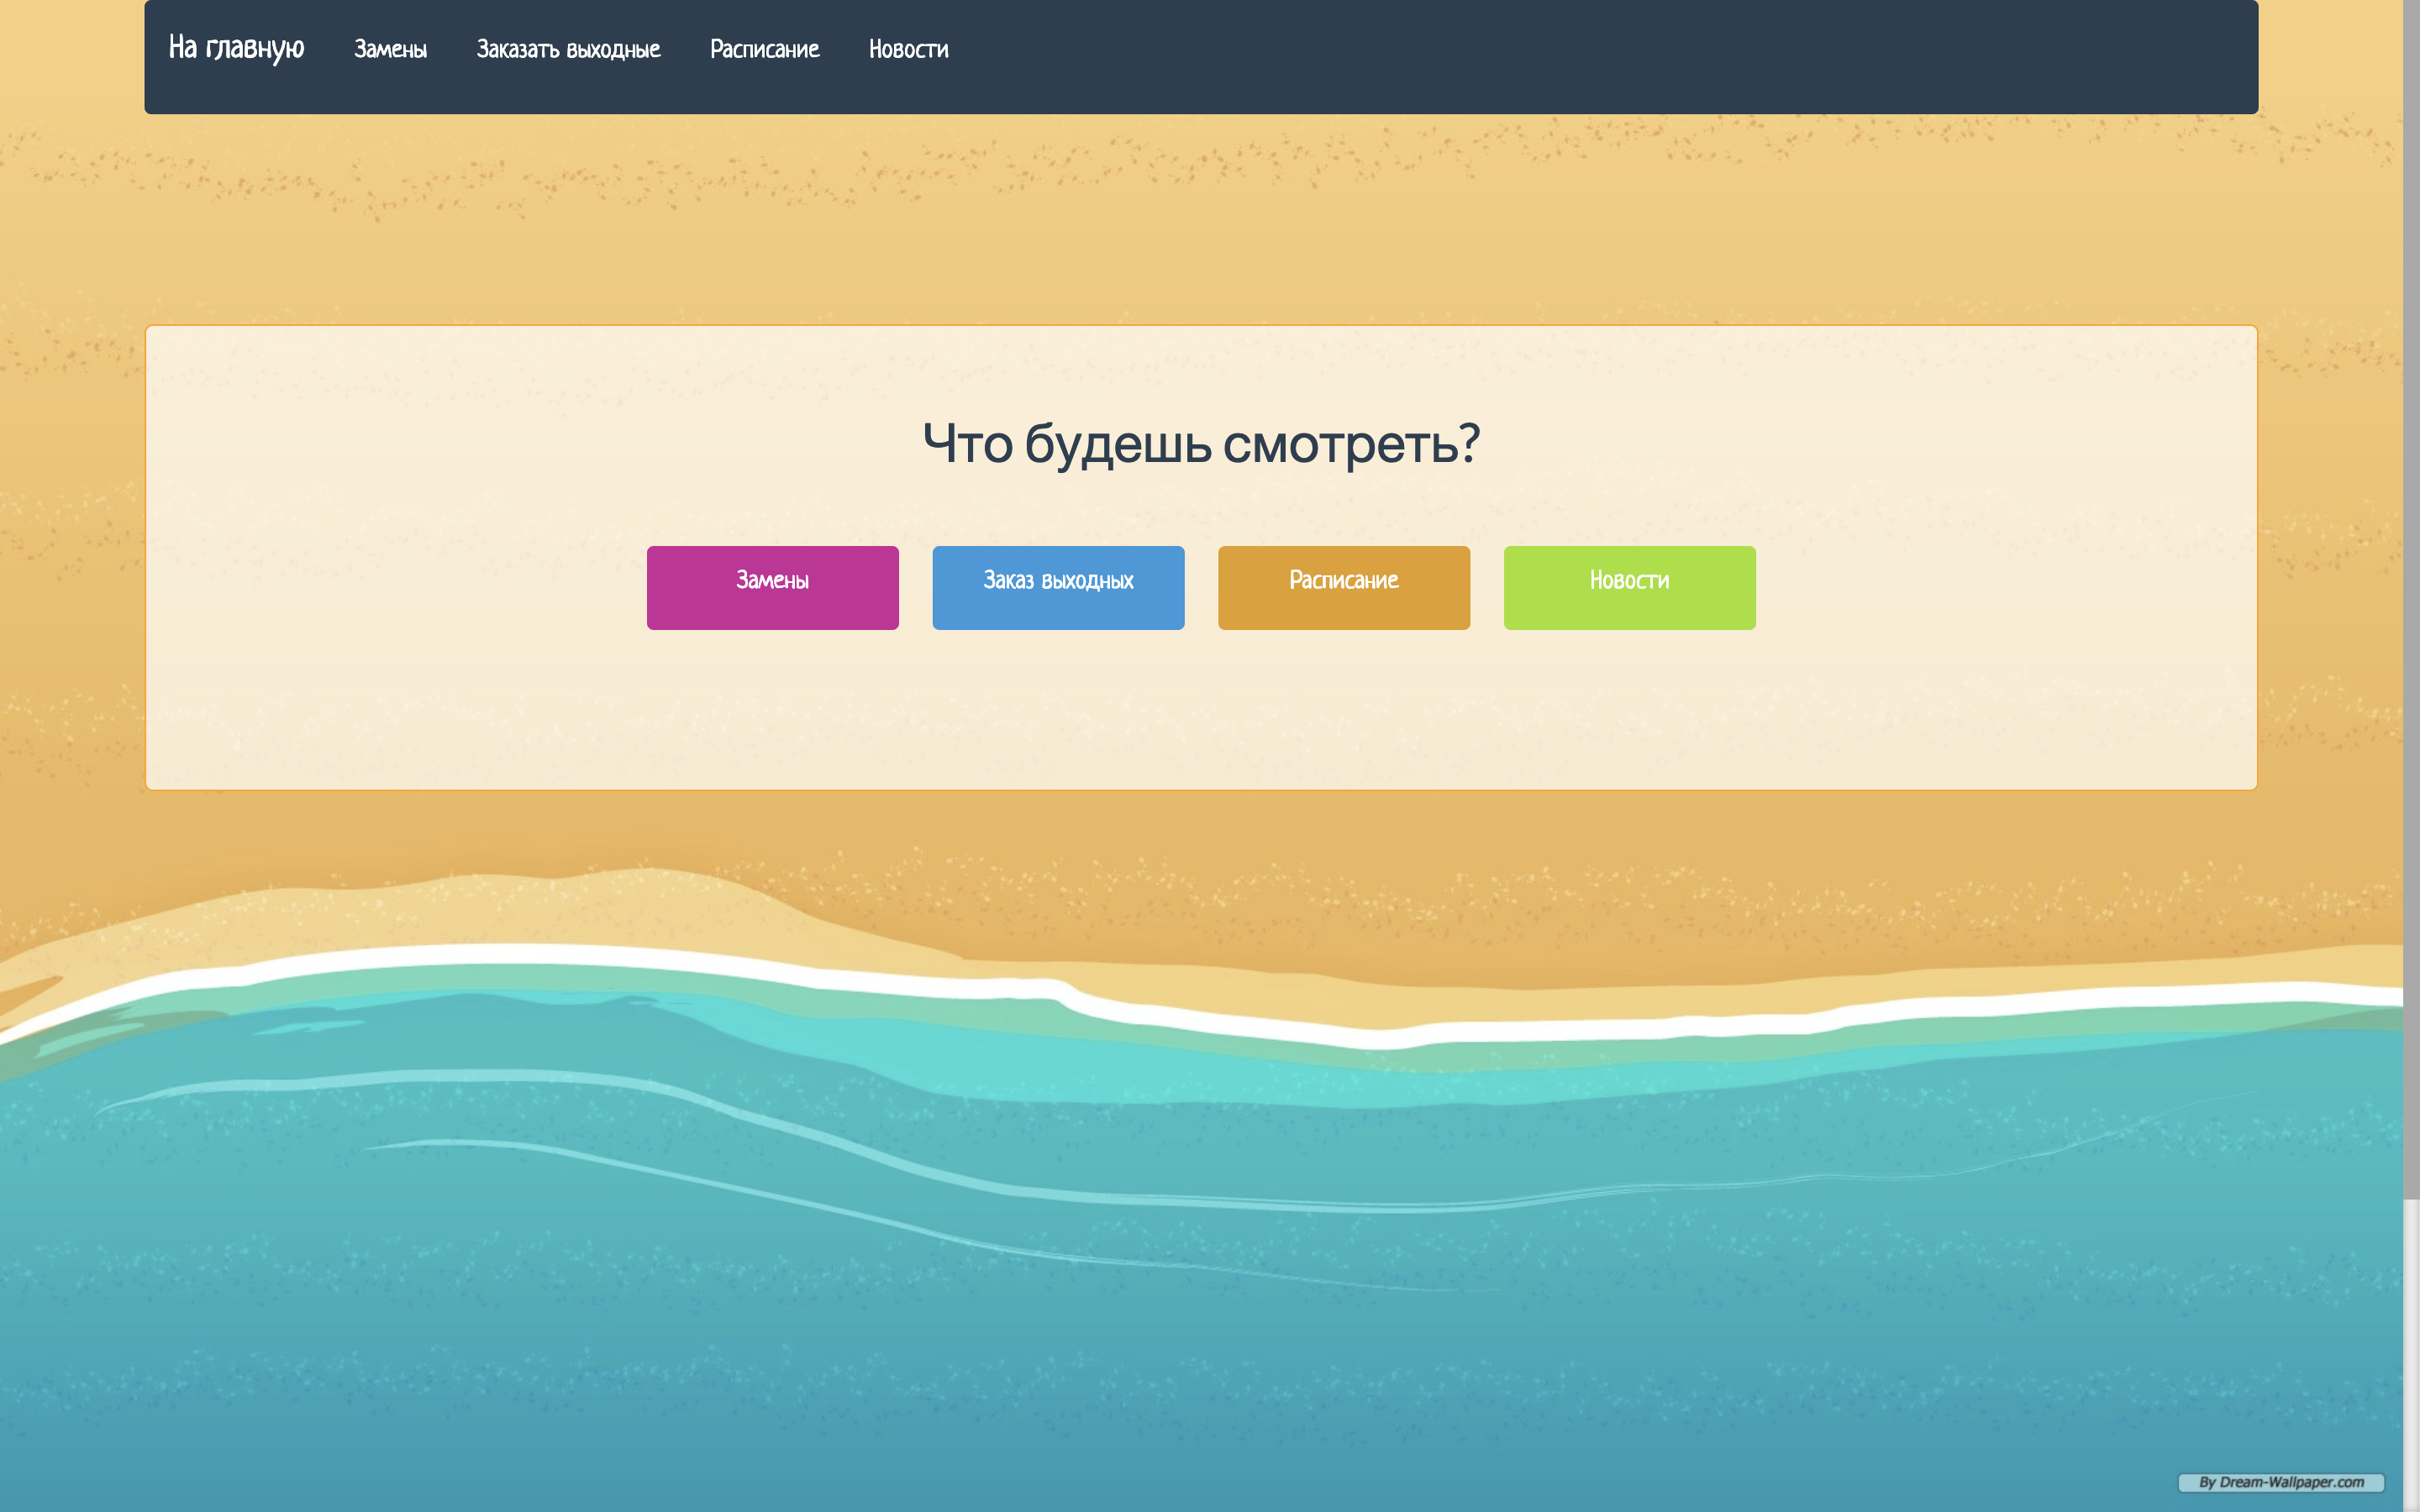 На главную Замены Заказать выходные Расписание Новости
Что будешь смотреть?
Замены Заказ выходных Расписание Новости
By Dream-Wallpaper.com